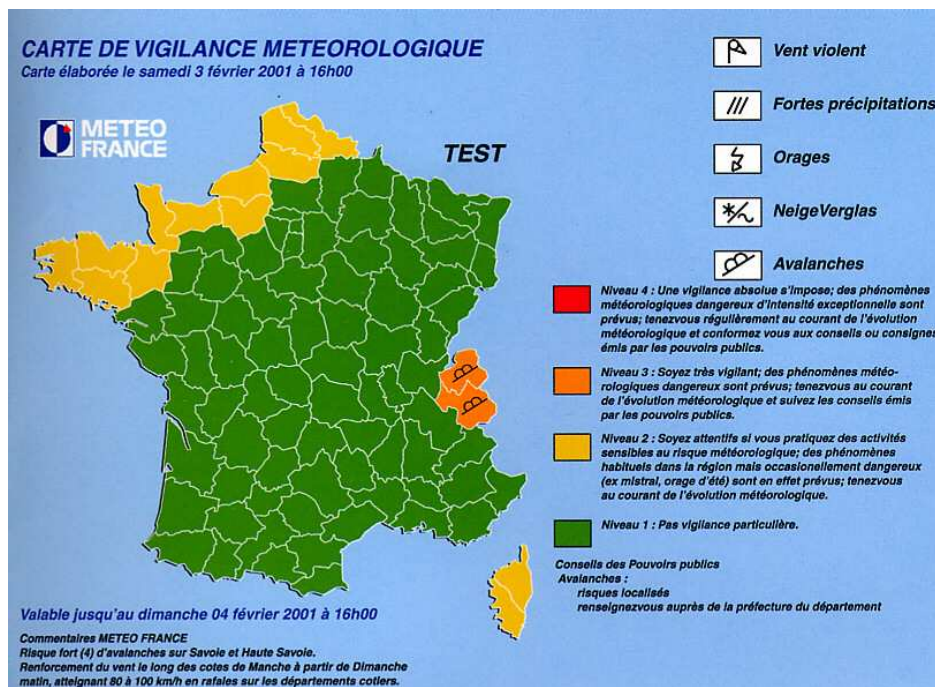 CARTE DE VIGILANCE METEOROLOGIQUE
Carte élaborée le samedi 3 février 2001 à 16h00
METEO
FRANCE
TEST
Vent violent
Fortes précipitations
Orages
NeigeVerglas
Avalanches
Niveau 4 : Une vigilance absolue s'impose; des phénomènes
météorologiques dangereux d'intensité exceptionnelle sont
prévus; tenezvous régulièrement au courant de l'évolution
météorologique et conformez vous aux conseils ou consignes
émis par les pouvoirs publics.
Niveau 3 : Soyez très vigilant; des phénomènes météo-
rologiques dangereux sont prévus; tenezvous au courant
de l'évolution météorologique et suivez les conseils émis
par les pouvoirs publics.
Niveau 2 : Soyez attentifs si vous pratiquez des activités
sensibles au risque météorologique; des phénomènes
habituels dans la région mais occasionellement dangereux
(ex mistral, orage d'été) sont en effet prévus; tenezvous
au courant de l'évolution météorologique.
Niveau 1 : Pas vigilance particulière.
Conseils des Pouvoirs publics
Avalanches :
risques localisés
renseignezvous auprès de la préfecture du département
Valable jusqu'au dimanche 04 février 2001 à 16h00
Commentaires METEO FRANCE
Risque fort (4) d'avalanches sur Savoie et Haute Savoie.
Renforcement du vent le long des cotes de Manche à partir de Dimanche
matin, atteignant 80 à 100 km/h en rafales sur les départements cotiers.